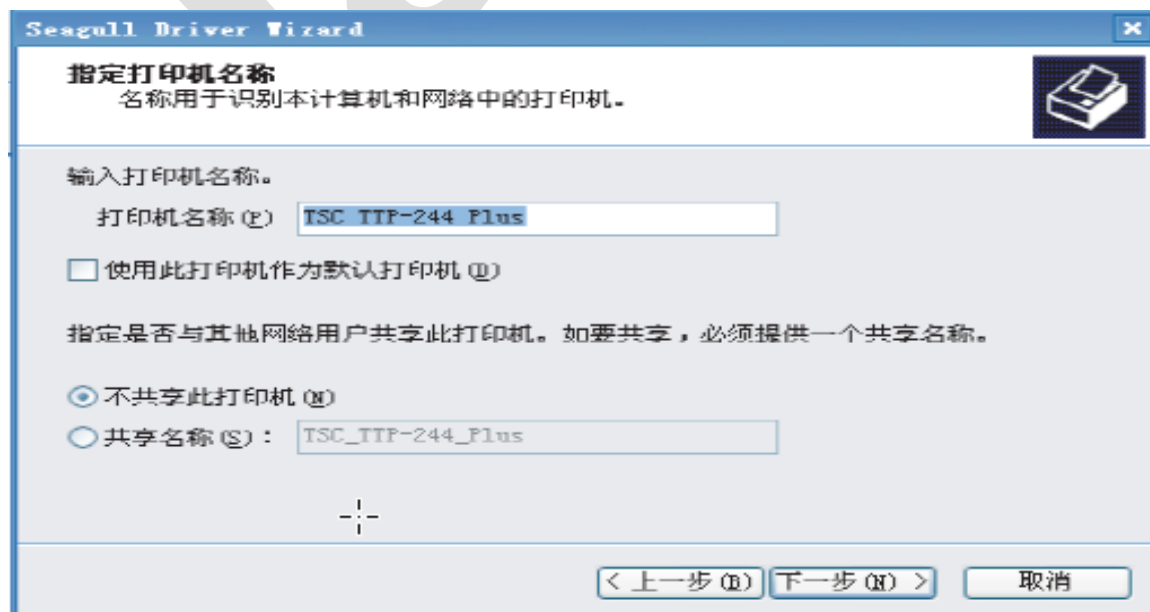 Seagull Driver Wizard
指定打印机名称
名称用于识别本计算机和网络中的打印机。
输入打印机名称。
打印机名称(P) TSC TTP-244 Plus
使用此打印机作为默认打印机(D)
指定是否与其他网络用户共享此打印机。如要共享，必须提供一个共享名称。
不共享此打印机(N)
共享名称(S)： TSC_TTP-244_Plus
< 上一步(B) 下一步(N) > 取消